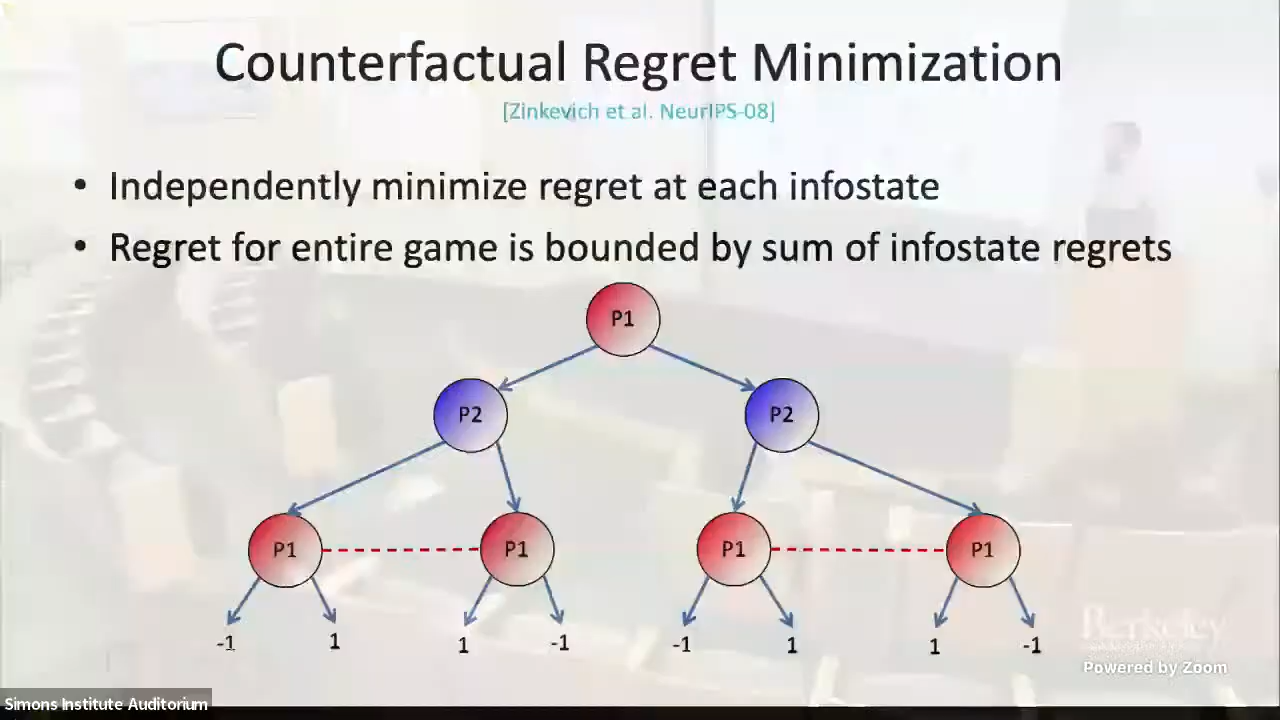 Counterfactual Regret Minimization
[Zinkevich et al. NeurIPS-08]
• Independently minimize regret at each infostate
• Regret for entire game is bounded by sum of infostate regrets
P1
P2 P2
P1 P1 P1 P1
-1 1 1 -1 -1 1 1 -1
Berkeley
Powered by Zoom
Simons Institute Auditorium